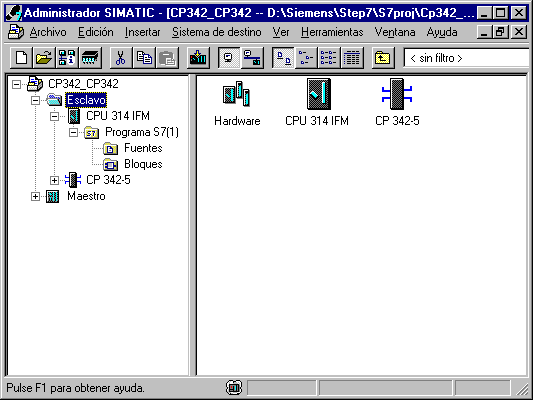 Administrador SIMATIC - [CP342_CP342 -- D:\Siemens\Step7\S7proj\Cp342_...
Archivo Edición Insertar Sistema de destino Ver Herramientas Ventana Ayuda
< sin filtro >
CP342_CP342
Esclavo
CPU 314 IFM
S7 Programa S7(1)
Fuentes
Bloques
CP 342-5
Maestro
Hardware CPU 314 IFM CP 342-5
Pulse F1 para obtener ayuda.